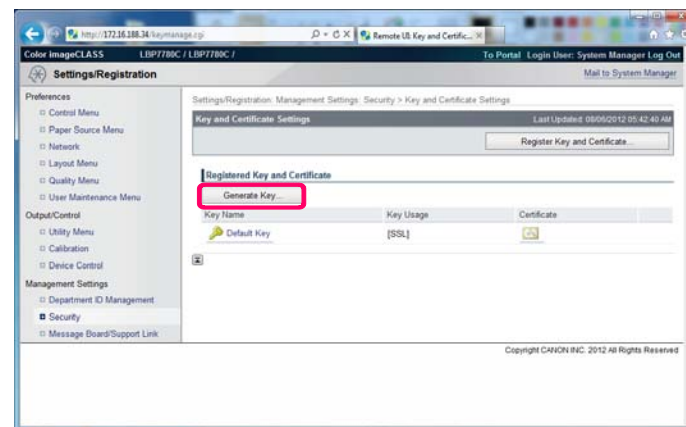 http://172.16.188.34/keymanage.cgi
Remote UI: Key and Certific...
Color imageCLASS LBP7780C / LBP7780C /
To Portal Login User: System Manager Log Out
Settings/Registration
Mail to System Manager
Preferences
Control Menu
Paper Source Menu
Network
Layout Menu
Quality Menu
User Maintenance Menu
Output/Control
Utility Menu
Calibration
Device Control
Management Settings
Department ID Management
Security
Message Board/Support Link
Settings/Registration: Management Settings: Security > Key and Certificate Settings
Key and Certificate Settings
Last Updated: 08/06/2012 05:42:40 AM
Register Key and Certificate...
Registered Key and Certificate
Generate Key...
Key Name Key Usage Certificate
Default Key [SSL]
Copyright CANON INC. 2012 All Rights Reserved